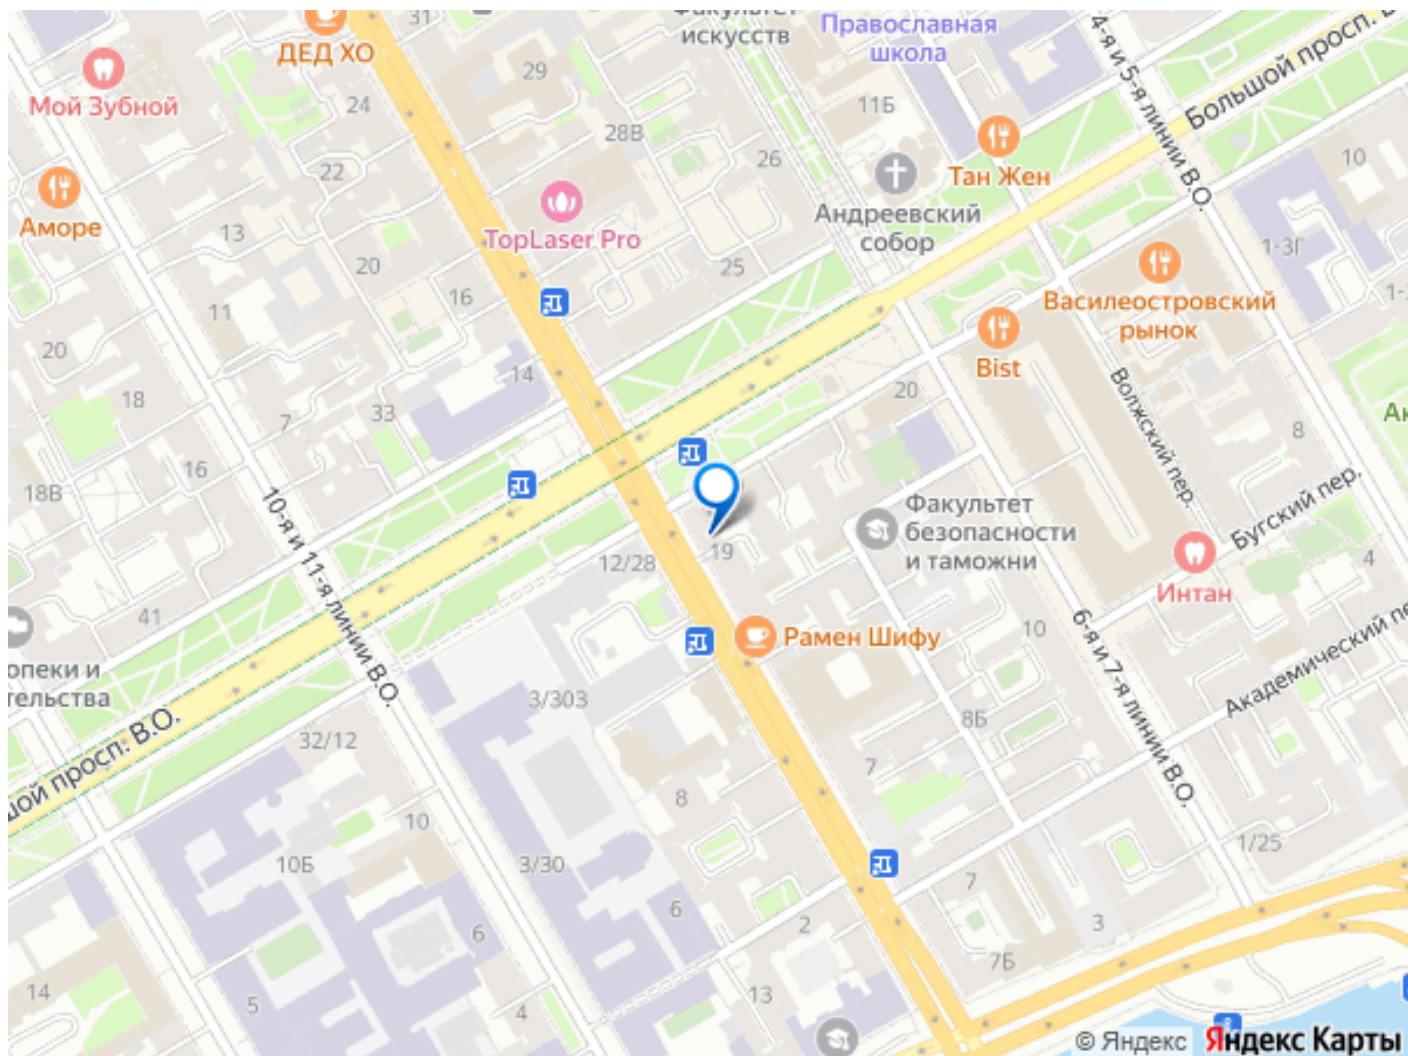 31
искусств
Православная
школа
ДЕД ХО
Мой Зубной
29
24
11Б
28В
4-я и 5-я линии В.О.
Большой просп. В
10
26
Тан Жен
22
Аморе
Андреевский
собор
13
TopLaser Pro
1-3Г
20
25
16
11
Василеостровский
рынок
Bist
20
14
18
33
20
7
Волжский пер.
8
16
18В
10-я и 11-я линии В.О.
Факультет
безопасности
и таможни
Бугский пер.
19
12/28
4
Интан
41
Рамен Шифу
10
6-я и 7-я линии В.О.
опеки и
тельства
3/303
Академический пе
8Б
32/12
шой просп. В.О.
7
8
10
10Б
3/30
1/25
7
6
2
3
6
7Б
14
5
4
13
© Яндекс
Яндекс Карты